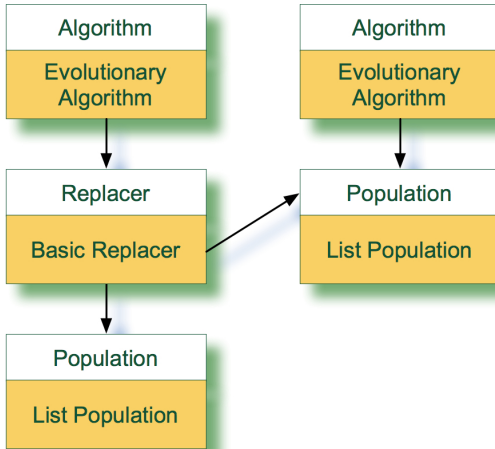 Algorithm
Evolutionary
Algorithm
Algorithm
Evolutionary
Algorithm
Replacer
Basic Replacer
Population
List Population
Population
List Population